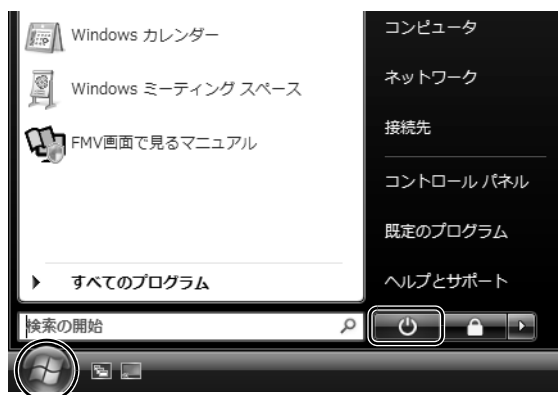 Windows カレンダー
Windows ミーティング スペース
FMV画面で見るマニュアル
すべてのプログラム
検索の開始
コンピュータ
ネットワーク
接続先
コントロール パネル
既定のプログラム
ヘルプとサポート